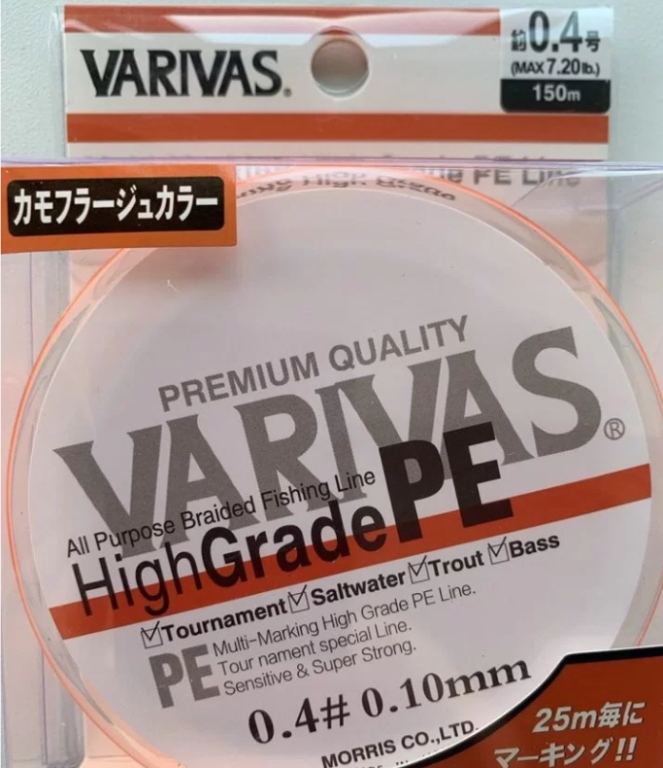 VARIVAS®
約0.4号
(MAX 7.20lb.)
150m
カモフラージュカラー
PE Line
PREMIUM QUALITY
VARIVAS®
All Purpose Braided Fishing Line
HighGradePE
☑Tournament ☑Saltwater ☑Trout ☑Bass
PE
Multi-Marking High Grade PE Line.
Tour nament special Line.
Sensitive & Super Strong.
0.4# 0.10mm
MORRIS CO.,LTD.
25m毎に
マーキング!!